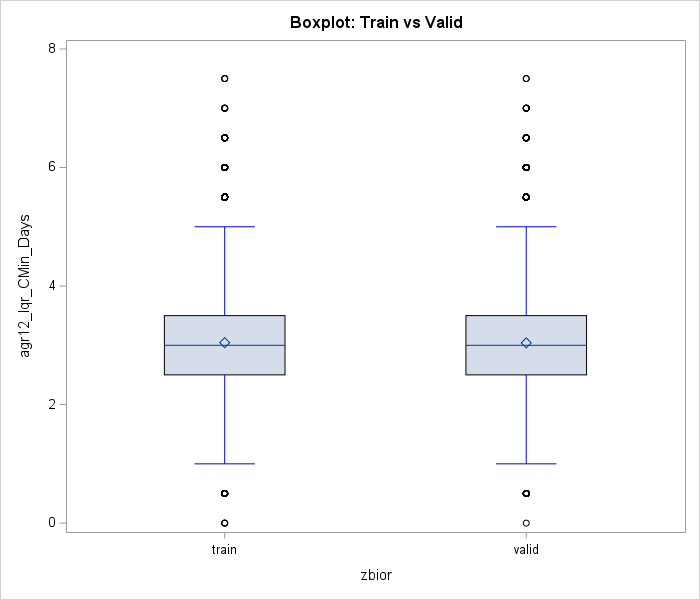 Boxplot: Train vs Valid
8
6
4
2
0
agr12_Iqr_CMin_Days
train
valid
zbior